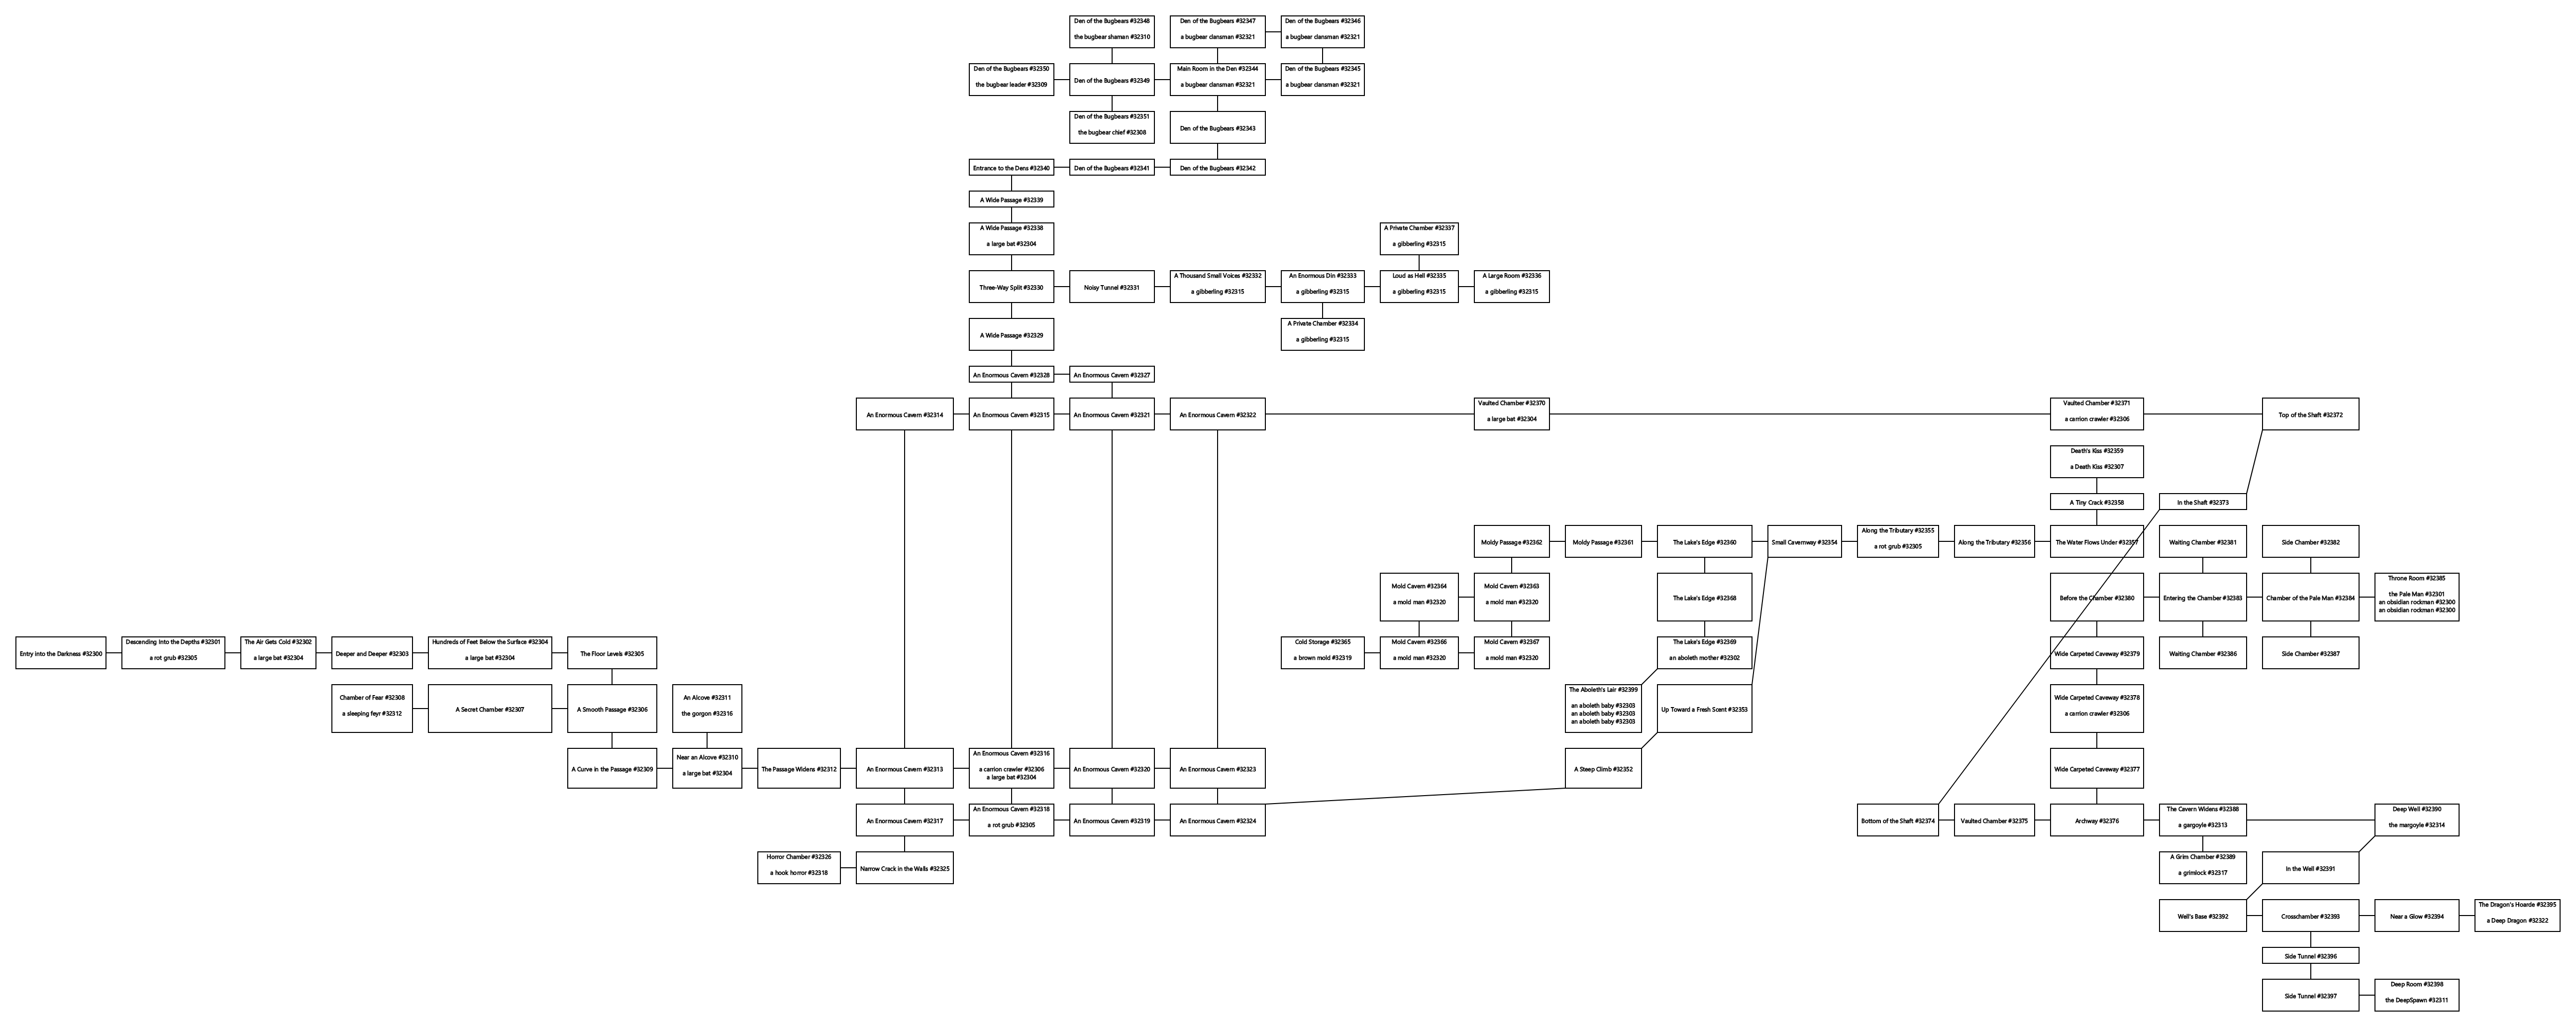 Den of the Bugbears #32348
the bugbear shaman #32310
Den of the Bugbears #32347
a bugbear clansman #32321
Den of the Bugbears #32346
a bugbear clansman #32321
Den of the Bugbears #32350
the bugbear leader #32309
Den of the Bugbears #32349
Main Room in the Den #32344
a bugbear clansman #32321
Den of the Bugbears #32345
a bugbear clansman #32321
Den of the Bugbears #32351
the bugbear chief #32308
Den of the Bugbears #32343
Entrance to the Dens #32340
Den of the Bugbears #32341
Den of the Bugbears #32342
A Wide Passage #32339
A Wide Passage #32338
a large bat #32304
A Private Chamber #32337
a gibberling #32315
Three-Way Split #32330
Noisy Tunnel #32331
A Thousand Small Voices #32332
a gibberling #32315
An Enormous Din #32333
a gibberling #32315
Loud as Hell #32335
a gibberling #32315
A Large Room #32336
a gibberling #32315
A Wide Passage #32329
A Private Chamber #32334
a gibberling #32315
An Enormous Cavern #32328
An Enormous Cavern #32327
An Enormous Cavern #32314
An Enormous Cavern #32315
An Enormous Cavern #32321
An Enormous Cavern #32322
Vaulted Chamber #32370
a large bat #32304
Vaulted Chamber #32371
a carrion crawler #32306
Top of the Shaft #32372
Death's Kiss #32359
a Death Kiss #32307
A Tiny Crack #32358
In the Shaft #32373
Moldy Passage #32362
Moldy Passage #32361
The Lake's Edge #32360
Small Cavernway #32354
Along the Tributary #32355
a rot grub #32305
Along the Tributary #32356
The Water Flows Under #32357
Waiting Chamber #32381
Side Chamber #32382
Mold Cavern #32364
a mold man #32320
Mold Cavern #32363
a mold man #32320
The Lake's Edge #32368
Before the Chamber #32380
Entering the Chamber #32383
Chamber of the Pale Man #32384
Throne Room #32385
the Pale Man #32301
an obsidian rockman #32300
an obsidian rockman #32300
Entry into the Darkness #32300
Descending Into the Depths #32301
a rot grub #32305
The Air Gets Cold #32302
a large bat #32304
Deeper and Deeper #32303
Hundreds of Feet Below the Surface #32304
a large bat #32304
The Floor Levels #32305
Cold Storage #32365
a brown mold #32319
Mold Cavern #32366
a mold man #32320
Mold Cavern #32367
a mold man #32320
The Lake's Edge #32369
an aboleth mother #32302
Wide Carpeted Caveway #32379
Waiting Chamber #32386
Side Chamber #32387
Chamber of Fear #32308
a sleeping feyr #32312
A Secret Chamber #32307
A Smooth Passage #32306
An Alcove #32311
the gorgon #32316
The Aboleth's Lair #32399
an aboleth baby #32303
an aboleth baby #32303
an aboleth baby #32303
Up Toward a Fresh Scent #32353
Wide Carpeted Caveway #32378
a carrion crawler #32306
A Curve in the Passage #32309
Near an Alcove #32310
a large bat #32304
The Passage Widens #32312
An Enormous Cavern #32313
An Enormous Cavern #32316
a carrion crawler #32306
a large bat #32304
An Enormous Cavern #32320
An Enormous Cavern #32323
A Steep Climb #32352
Wide Carpeted Caveway #32377
An Enormous Cavern #32317
An Enormous Cavern #32318
a rot grub #32305
An Enormous Cavern #32319
An Enormous Cavern #32324
Bottom of the Shaft #32374
Vaulted Chamber #32375
Archway #32376
The Cavern Widens #32388
a gargoyle #32313
Deep Well #32390
the margoyle #32314
Horror Chamber #32326
a hook horror #32318
Narrow Crack in the Walls #32325
A Grim Chamber #32389
a grimlock #32317
In the Well #32391
Well's Base #32392
Crosschamber #32393
Near a Glow #32394
The Dragon's Hoarde #32395
a Deep Dragon #32322
Side Tunnel #32396
Side Tunnel #32397
Deep Room #32398
the DeepSpawn #32311